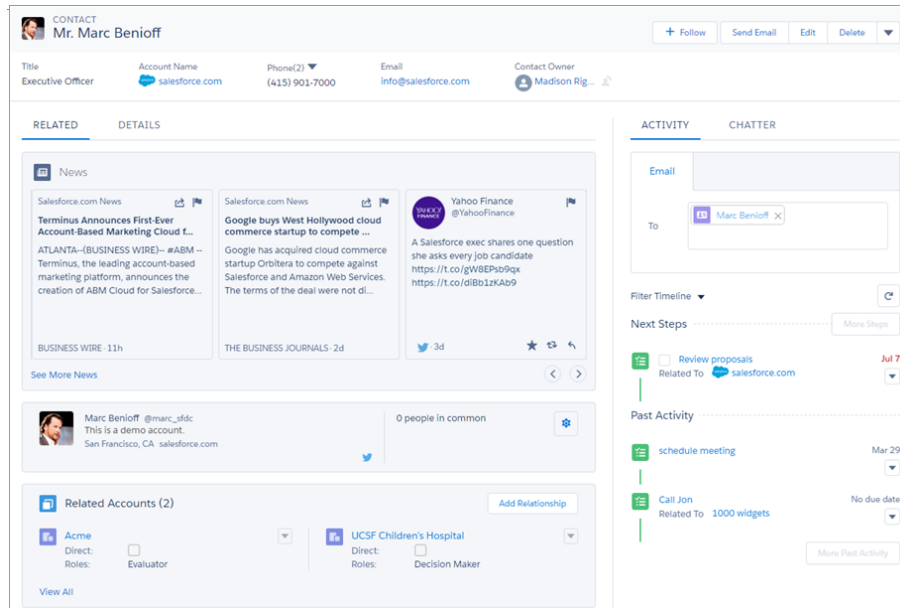 CONTACT
Mr. Marc Benioff
+ Follow
Send Email
Edit
Delete
Title
Executive Officer
Account Name
salesforce.com
Phone(2)
(415) 901-7000
Email
info@salesforce.com
Contact Owner
Madison Rig...
RELATED
DETAILS
News
Salesforce.com News
Terminus Announces First-Ever
Account-Based Marketing Cloud f...
ATLANTA--(BUSINESS WIRE)-- #ABM --
Terminus, the leading account-based
marketing platform, announces the
creation of ABM Cloud for Salesforce...
BUSINESS WIRE · 11h
Salesforce.com News
Google buys West Hollywood cloud
commerce startup to compete ...
Google has acquired cloud commerce
startup Orbitera to compete against
Salesforce and Amazon Web Services.
The terms of the deal were not di...
THE BUSINESS JOURNALS · 2d
YAHOO!
FINANCE
Yahoo Finance
@YahooFinance
A Salesforce exec shares one question
she asks every job candidate
https://t.co/gW8EPsb9qx
https://t.co/diBb1zKAb9
· 3d
See More News
Marc Benioff @marc_sfdc
This is a demo account.
San Francisco, CA salesforce.com
0 people in common
Related Accounts (2)
Add Relationship
Acme
Direct:
Roles: Evaluator
UCSF Children's Hospital
Direct:
Roles: Decision Maker
View All
ACTIVITY
CHATTER
Email
To
Marc Benioff
Filter Timeline
Next Steps
More Steps
Review proposals
Jul 7
Related To salesforce.com
Past Activity
schedule meeting
Mar 29
Call Jon
No due date
Related To 1000 widgets
More Past Activity